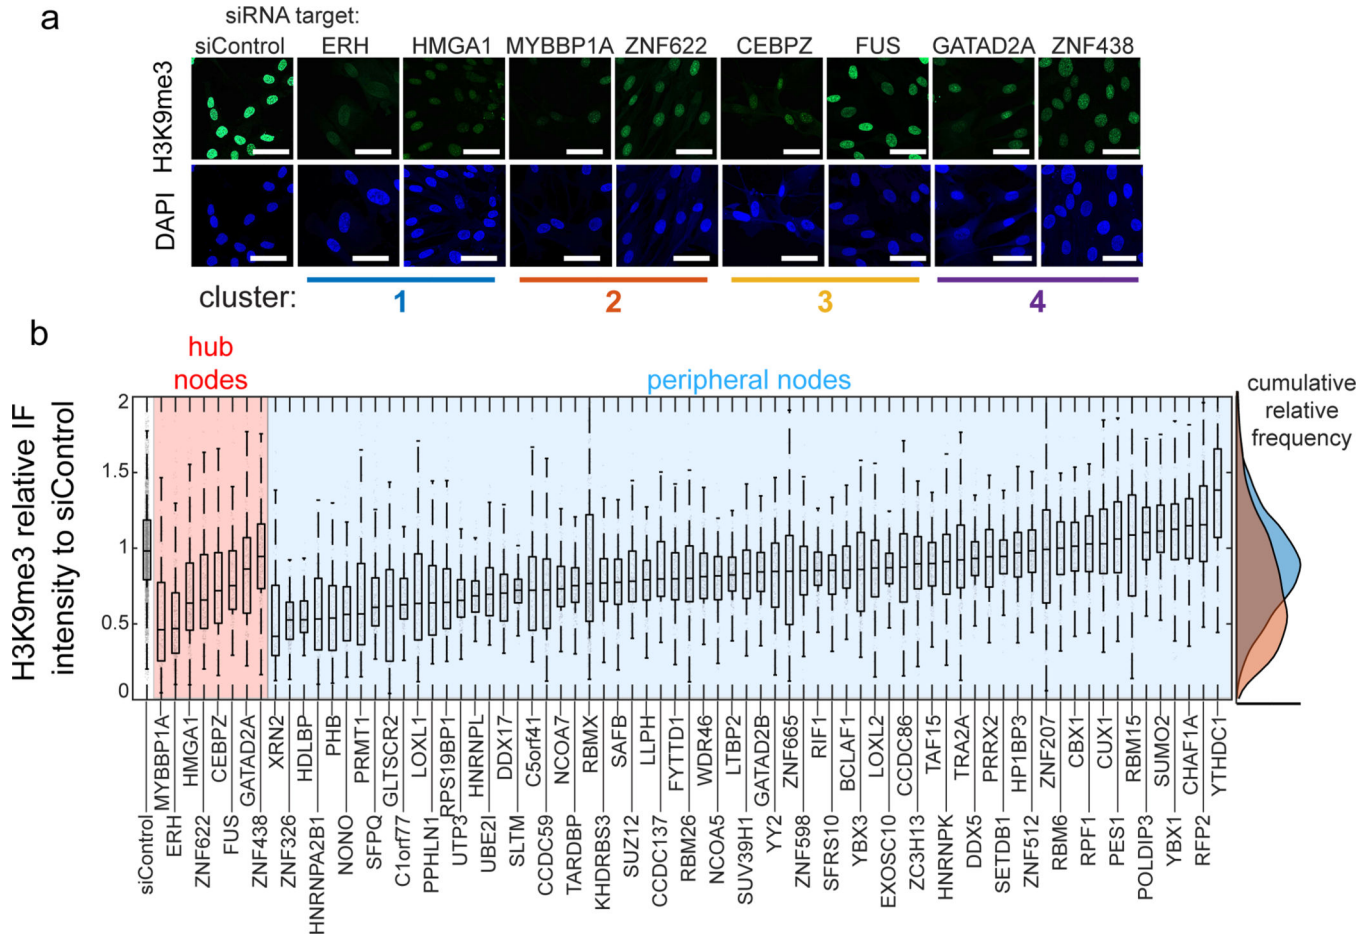 a
siRNA target:
siControl ERH HMGA1 MYBBP1A ZNF622 CEBPZ FUS GATAD2A ZNF438
H3K9me3
DAPI
cluster: 1 2 3 4
b
hub
nodes
peripheral nodes
cumulative
relative
frequency
H3K9me3 relative IF
intensity to siControl
2
1.5
1
0.5
0
siControl
MYBBP1A
ERH
HMGA1
ZNF622
CEBPZ
FUS
GATAD2A
ZNF438
XRN2
ZNF326
HDLBP
HNRNPA2B1
PHB
NONO
PRMT1
SFPQ
GLTSCR2
C1orf77
LOXL1
PPHLN1
RPS19BP1
UTP3
HNRNPL
UBE2I
DDX17
SLTM
C5orf41
CCDC59
NCOA7
TARDBP
RBMX
KHDRBS3
SAFB
SUZ12
LLPH
CCDC137
FYTTD1
RBM26
WDR46
NCOA5
LTBP2
SUV39H1
GATAD2B
YY2
ZNF665
ZNF598
RIF1
SFRS10
BCLAF1
YBX3
LOXL2
EXOSC10
CCDC86
ZC3H13
TAF15
HNRNPK
TRA2A
DDX5
PRRX2
SETDB1
HP1BP3
ZNF512
ZNF207
RBM6
CBX1
RPF1
CUX1
PES1
RBM15
POLDIP3
SUMO2
YBX1
CHAF1A
RFP2
YTHDC1